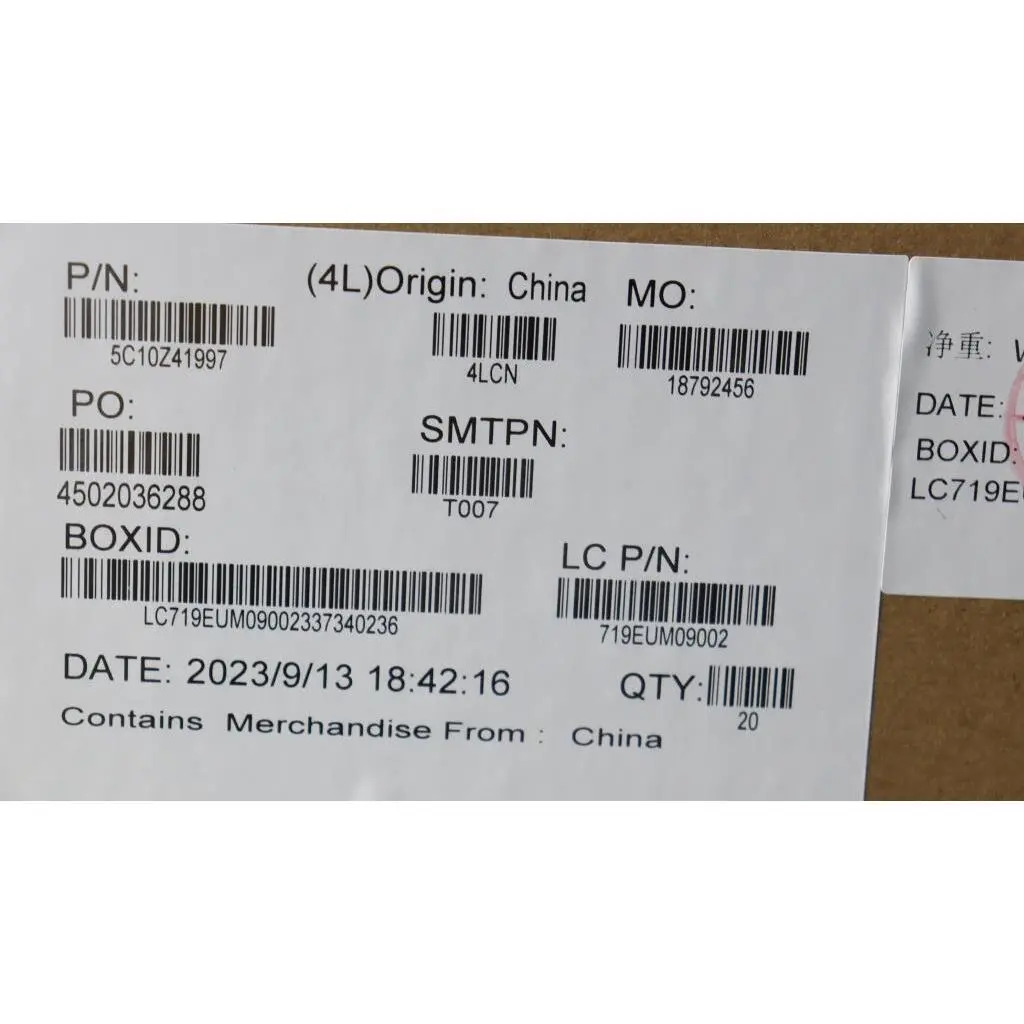 P/N:
5C10Z41997
(4L)Origin: China
4LCN
MO:
18792456
PO:
4502036288
SMTPN:
T007
BOXID:
LC719EUM09002337340236
LC P/N:
719EUM09002
DATE: 2023/9/13 18:42:16
QTY:
20
Contains Merchandise From : China
净重:
DATE:
BOXID:
LC719E